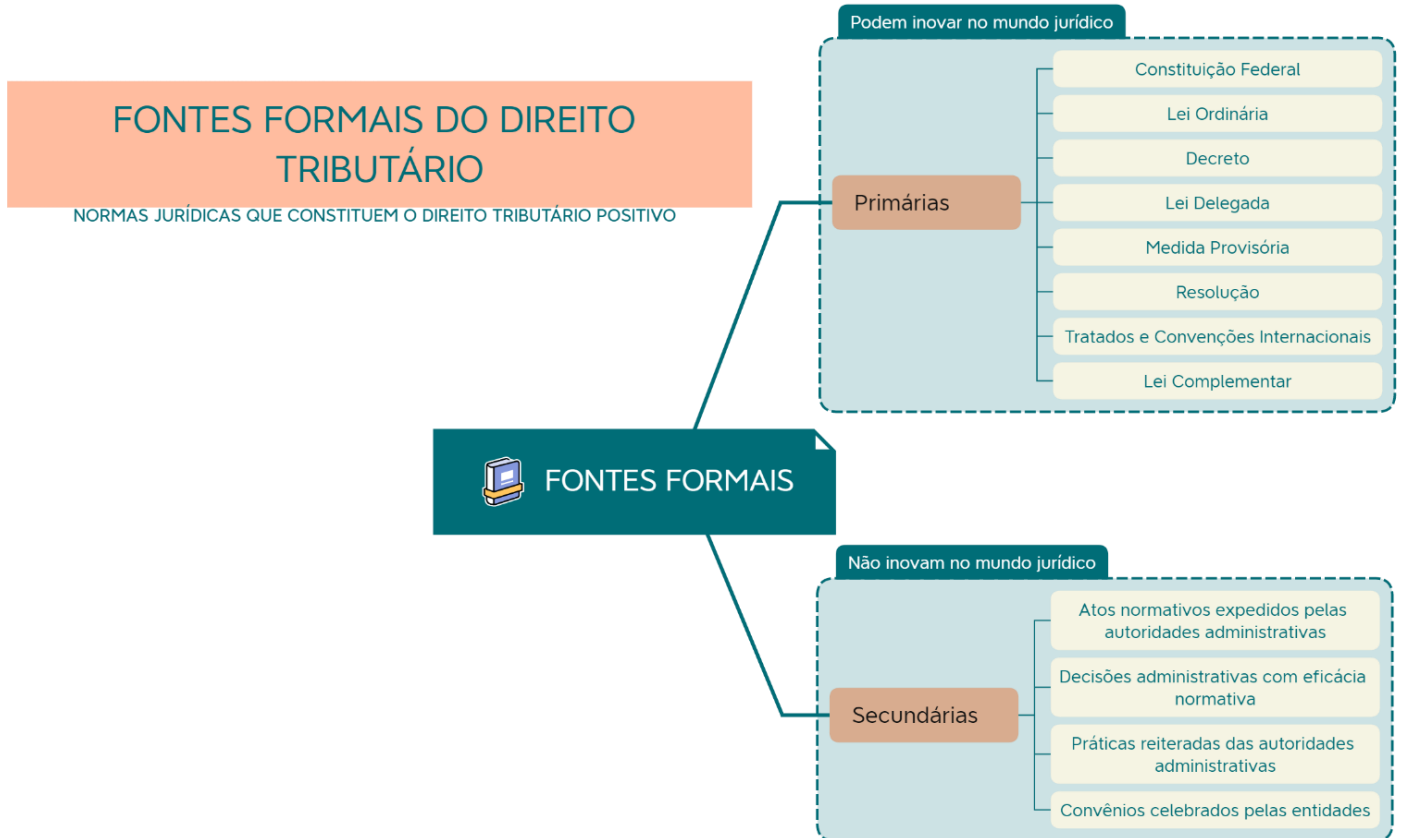 FONTES FORMAIS DO DIREITO
TRIBUTÁRIO
NORMAS JURÍDICAS QUE CONSTITUEM O DIREITO TRIBUTÁRIO POSITIVO
FONTES FORMAIS
Podem inovar no mundo jurídico
Primárias
Constituição Federal
Lei Ordinária
Decreto
Lei Delegada
Medida Provisória
Resolução
Tratados e Convenções Internacionais
Lei Complementar
Não inovam no mundo jurídico
Secundárias
Atos normativos expedidos pelas
autoridades administrativas
Decisões administrativas com eficácia
normativa
Práticas reiteradas das autoridades
administrativas
Convênios celebrados pelas entidades